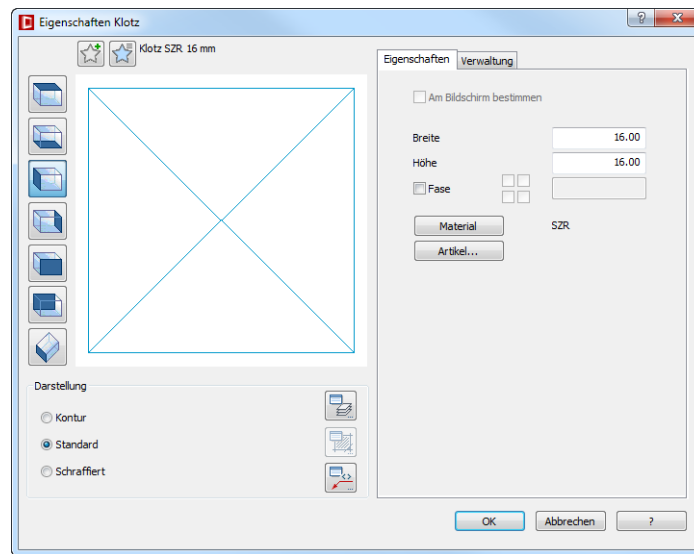 Eigenschaften Klotz
?
Klotz SZR 16 mm
Eigenschaften
Verwaltung
Am Bildschirm bestimmen
Breite
16.00
Höhe
16.00
Fase
Material
SZR
Artikel...
Darstellung
Kontur
Standard
Schraffiert
OK
Abbrechen
?